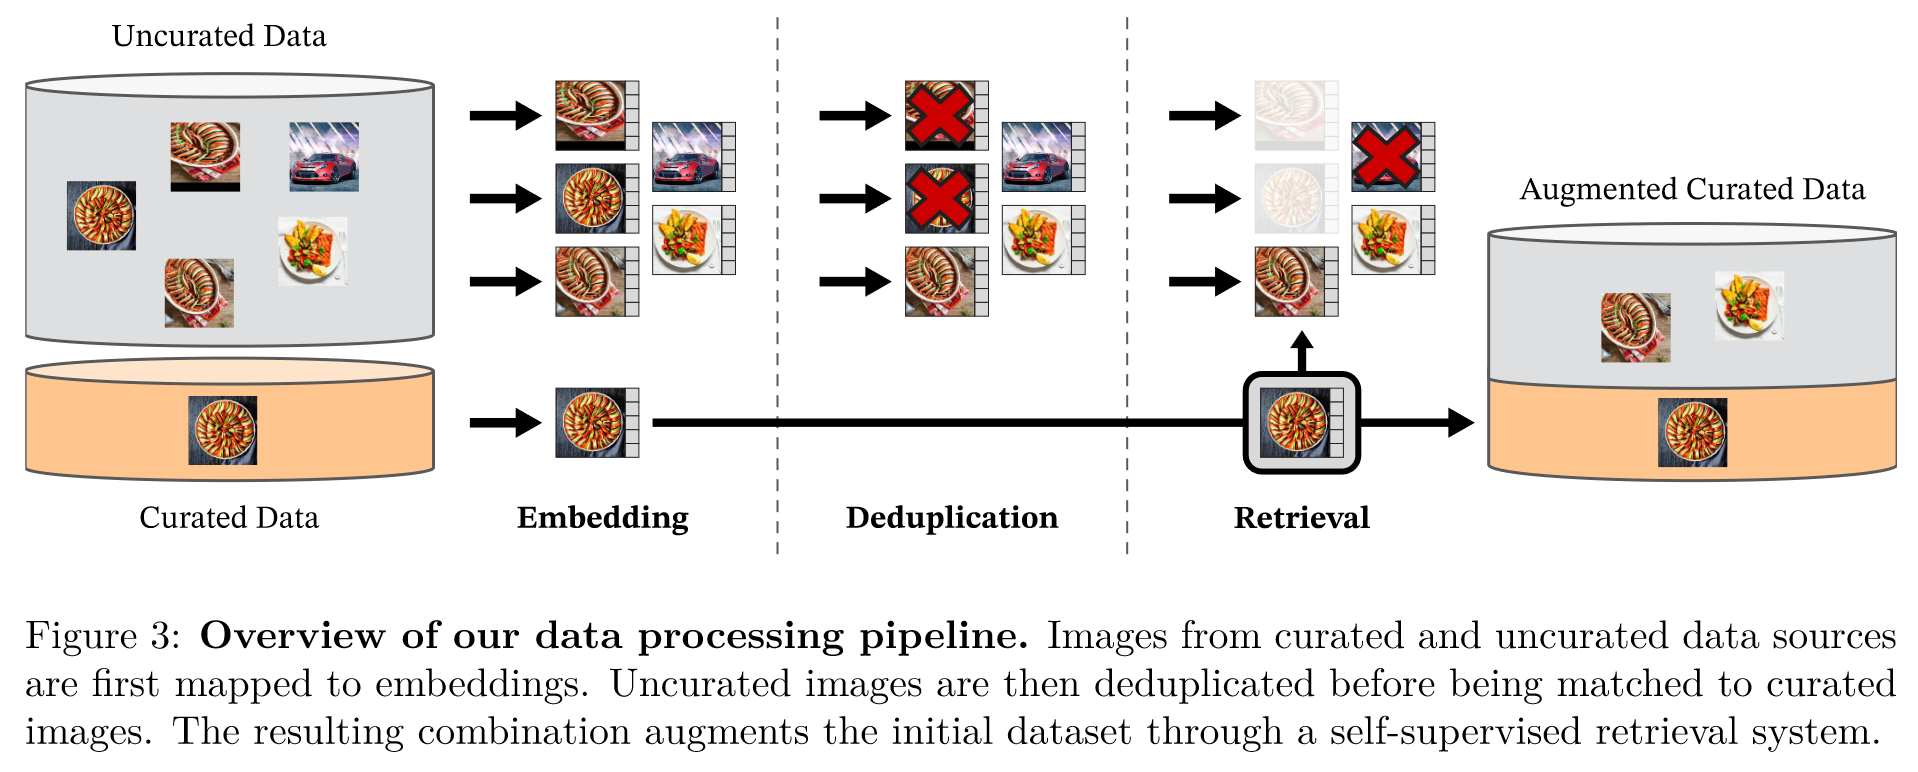 Uncurated Data
Augmented Curated Data
Curated Data
Embedding
Deduplication
Retrieval
Figure 3: Overview of our data processing pipeline. Images from curated and uncurated data sources
are first mapped to embeddings. Uncurated images are then deduplicated before being matched to curated
images. The resulting combination augments the initial dataset through a self-supervised retrieval system.